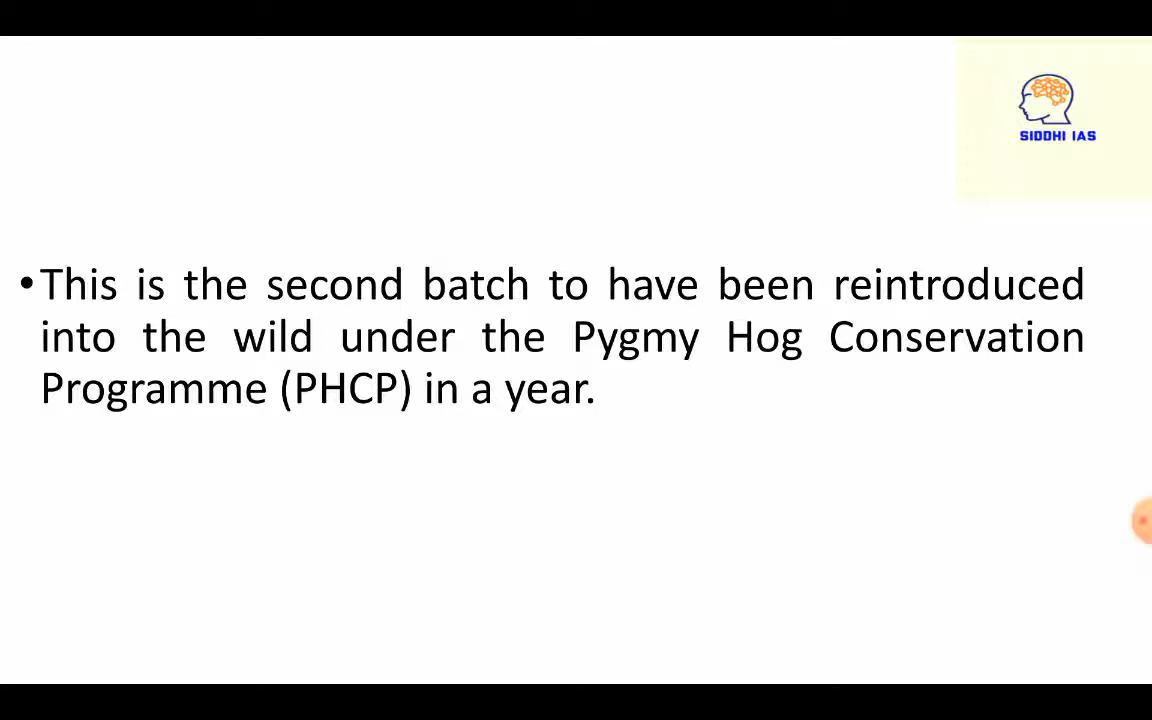 SIDDHI IAS
•This is the second batch to have been reintroduced
into the wild under the Pygmy Hog Conservation
Programme (PHCP) in a year.